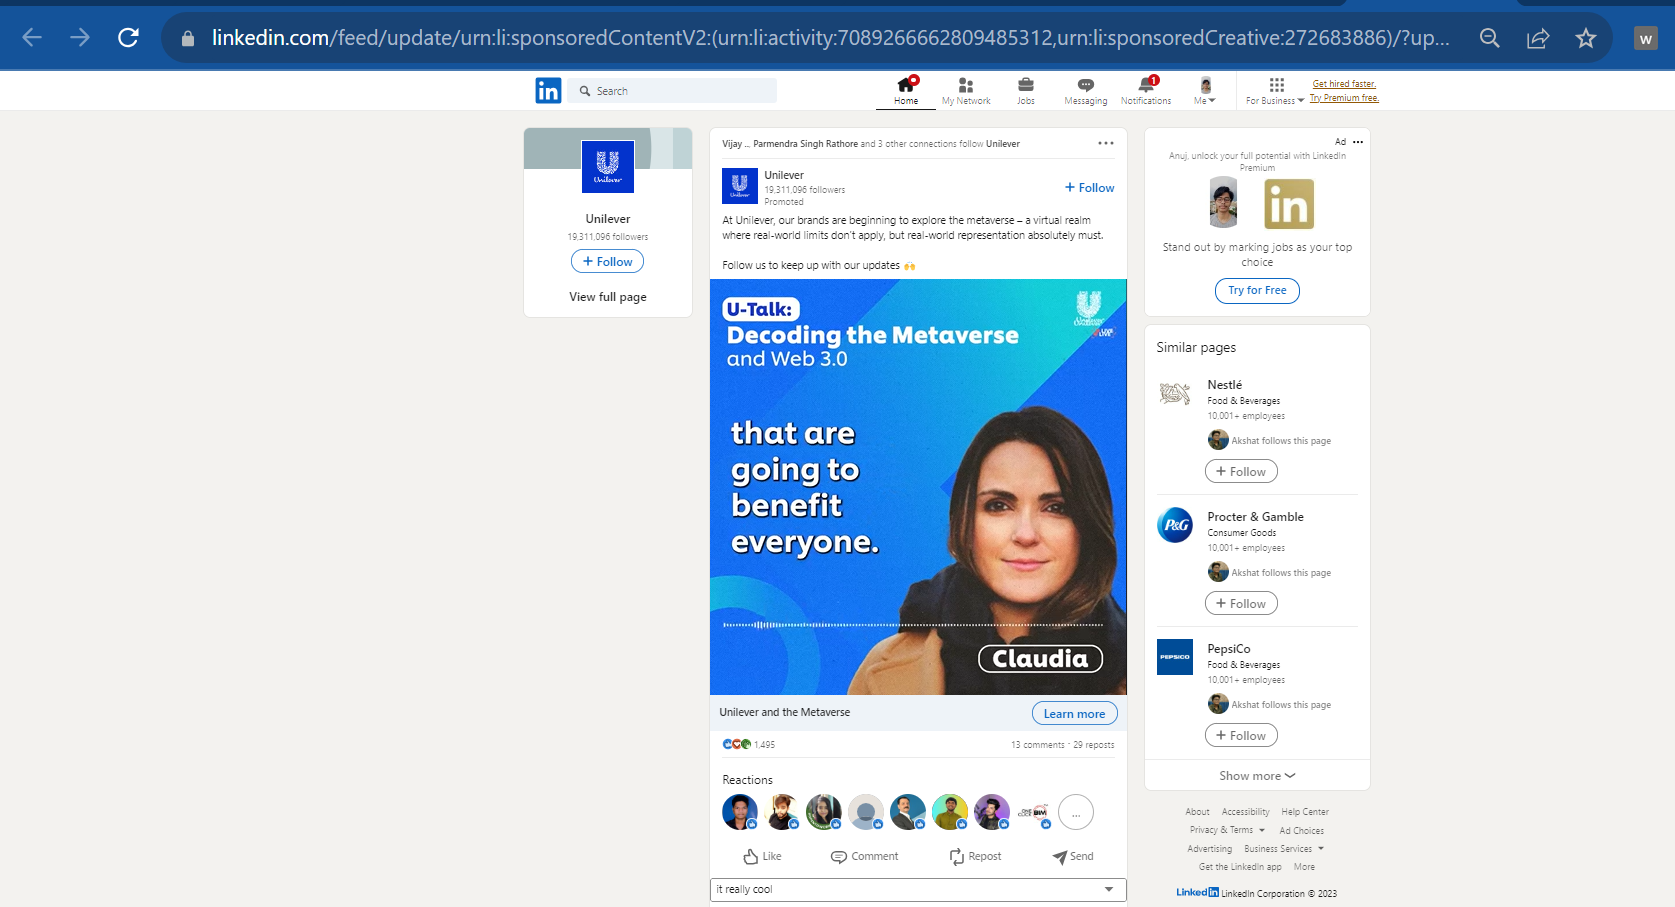 linkedin.com/feed/update/urn:li:sponsoredContentV2:(urn:li:activity:7089266662809485312,urn:li:sponsoredCreative:272683886)/?up...
w
in
Search
Home
My Network
Jobs
Messaging
1
Notifications
Me
For Business
Get hired faster.
Try Premium free.
Unilever
Unilever
19,311,096 followers
+ Follow
View full page
Vijay .. Parmendra Singh Rathore and 3 other connections follow Unilever
Unilever
Unilever
19,311,096 followers
Promoted
+ Follow
At Unilever, our brands are beginning to explore the metaverse – a virtual realm
where real-world limits don't apply, but real-world representation absolutely must.
Follow us to keep up with our updates 🙌
U-Talk:
Decoding the Metaverse
and Web 3.0
that are
going to
benefit
everyone.
Claudia
Unilever and the Metaverse
Learn more
1,495
13 comments · 29 reposts
Reactions
...
Like
Comment
Repost
Send
it really cool
Ad
Anuj, unlock your full potential with LinkedIn
Premium
in
Stand out by marking jobs as your top
choice
Try for Free
Similar pages
Nestlé
Food & Beverages
10,001+ employees
Akshat follows this page
+ Follow
P&G
Procter & Gamble
Consumer Goods
10,001+ employees
Akshat follows this page
+ Follow
PEPSICO
PepsiCo
Food & Beverages
10,001+ employees
Akshat follows this page
+ Follow
Show more
About Accessibility Help Center
Privacy & Terms Ad Choices
Advertising Business Services
Get the LinkedIn app More
LinkedIn LinkedIn Corporation © 2023